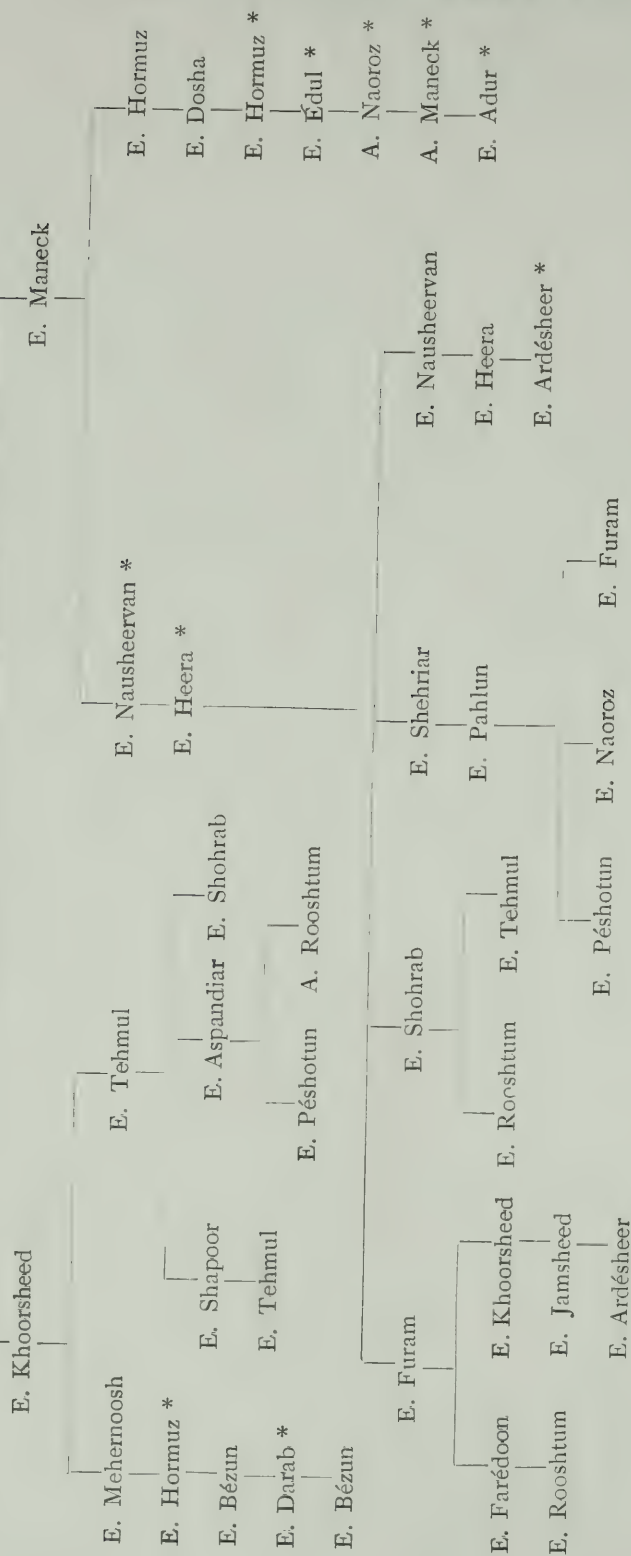 E. Khoorsheed
E. Mehernoosh
E. Hormuz *
E. Bézun
E. Darab *
E. Bézun
E. Shapoor
E. Tehmul
E. Tehmul
E. Aspandiar
E. Shohrab
E. Péshotun
A. Rooshtum
E. Maneck
E. Nausheervan *
E. Heera *
E. Hormuz
E. Dosha
E. Hormuz *
E. Édul *
A. Naoroz *
A. Maneck *
E. Adur *
E. Furam
E. Farédoon
E. Rooshtum
E. Khoorsheed
E. Jamsheed
E. Ardésheer
E. Shohrab
E. Rooshtum
E. Tehmul
E. Shehriar
E. Pahlun
E. Péshotun
E. Naoroz
E. Furam
E. Nausheervan
E. Heera
E. Ardésheer *